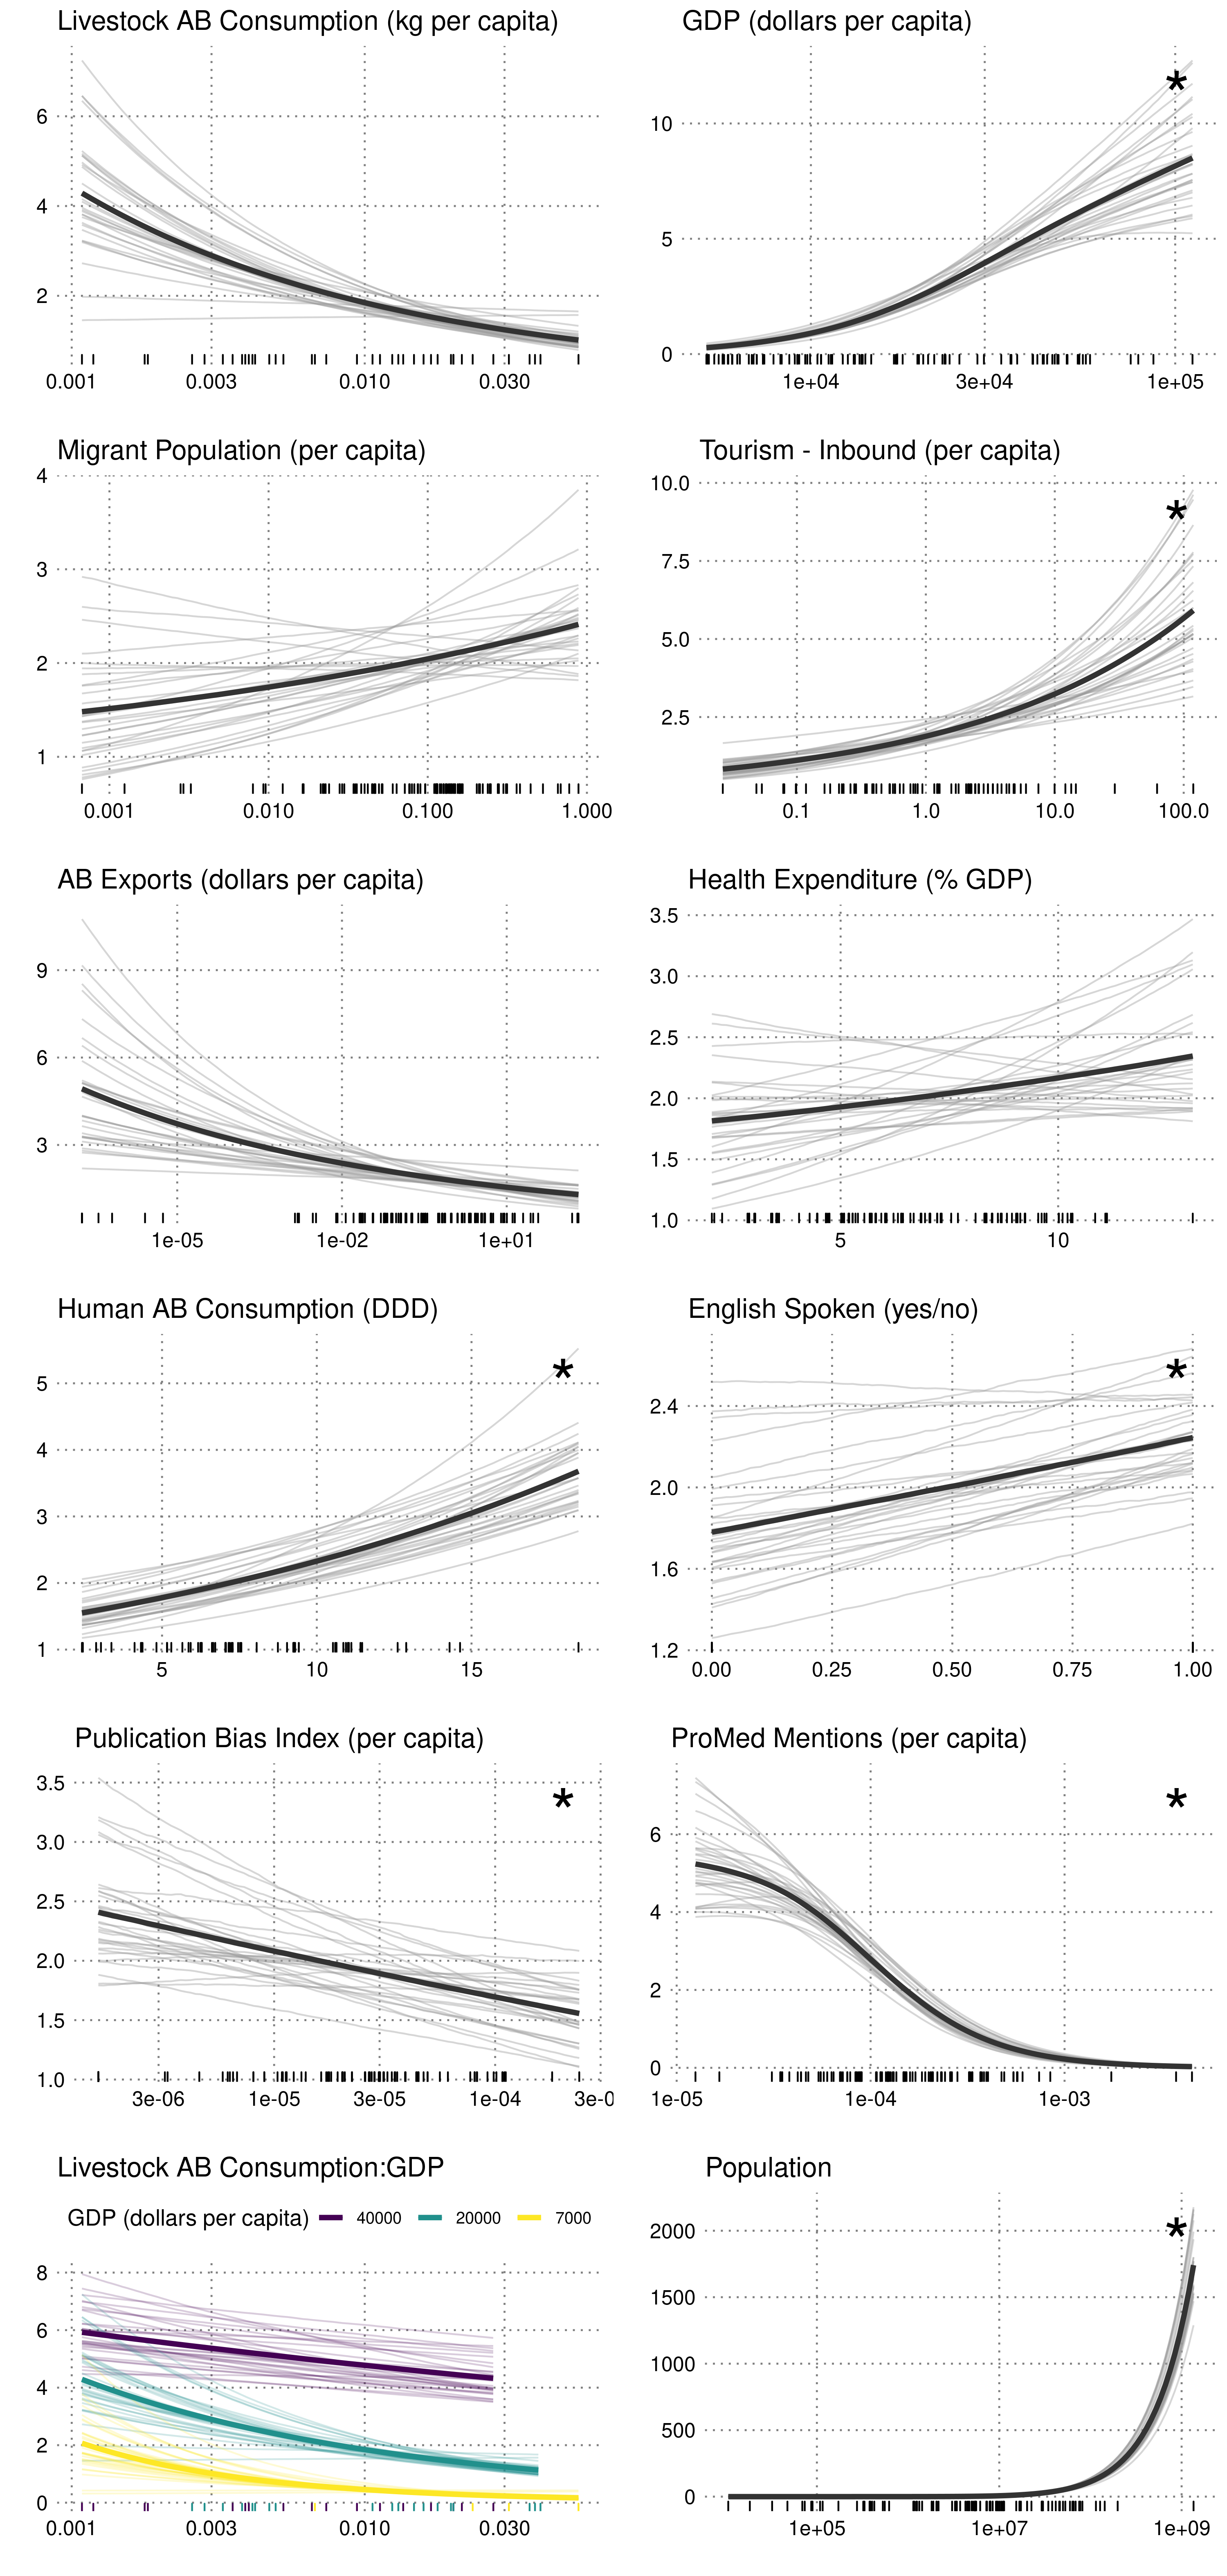 Livestock AB Consumption (kg per capita)
6
4
2
0.001 0.003 0.010 0.030
GDP (dollars per capita)
*
10
5
0
1e+04 3e+04 1e+05
Migrant Population (per capita)
4
3
2
1
0.001 0.010 0.100 1.000
Tourism - Inbound (per capita)
*
10.0
7.5
5.0
2.5
0.1 1.0 10.0 100.0
AB Exports (dollars per capita)
9
6
3
1e-05 1e-02 1e+01
Health Expenditure (% GDP)
3.5
3.0
2.5
2.0
1.5
1.0
5 10
Human AB Consumption (DDD)
*
5
4
3
2
1
5 10 15
English Spoken (yes/no)
*
2.4
2.0
1.6
1.2
0.00 0.25 0.50 0.75 1.00
Publication Bias Index (per capita)
*
3.5
3.0
2.5
2.0
1.5
1.0
3e-06 1e-05 3e-05 1e-04 3e-0
ProMed Mentions (per capita)
*
6
4
2
0
1e-05 1e-04 1e-03
Livestock AB Consumption:GDP
GDP (dollars per capita) 40000 20000 7000
8
6
4
2
0
0.001 0.003 0.010 0.030
Population
*
2000
1500
1000
500
0
1e+05 1e+07 1e+09